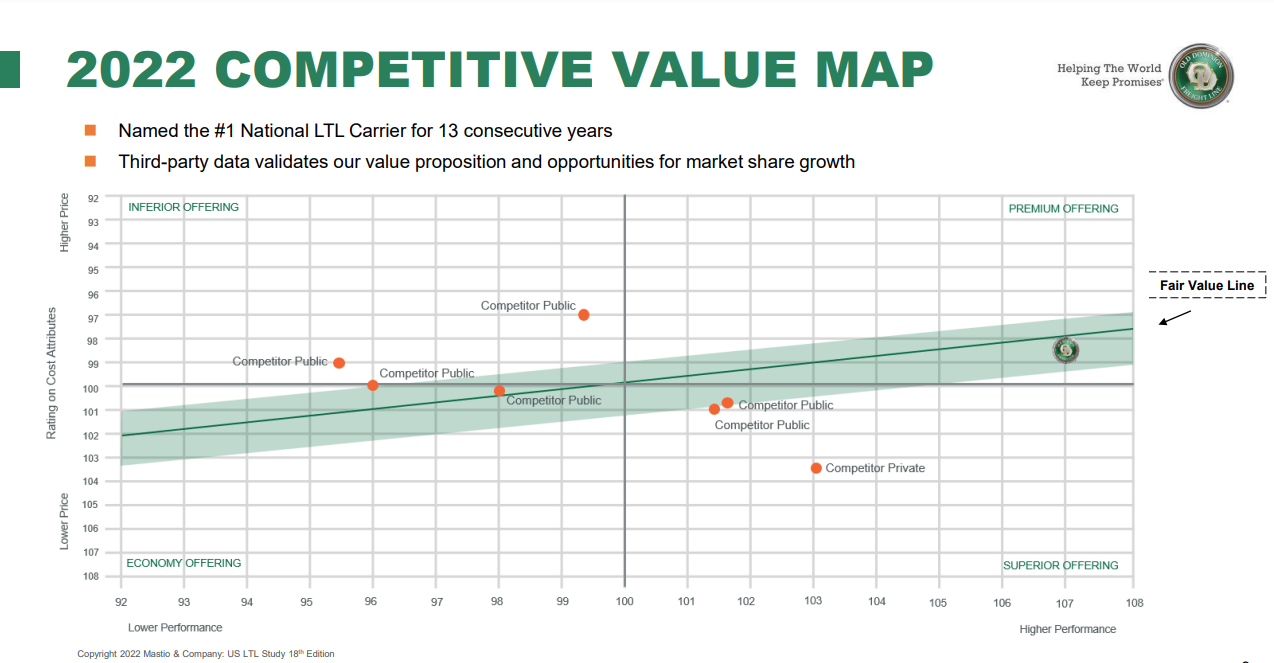 2022 COMPETITIVE VALUE MAP
Helping The World
Keep Promises®
OLD DOMINION
FREIGHT LINE
Named the #1 National LTL Carrier for 13 consecutive years
Third-party data validates our value proposition and opportunities for market share growth
Higher Price
Rating on Cost Attributes
Lower Price
92
93
94
95
96
97
98
99
100
101
102
103
104
105
106
107
108
INFERIOR OFFERING
PREMIUM OFFERING
Fair Value Line
Competitor Public
Competitor Public
Competitor Public
Competitor Public
Competitor Public
Competitor Public
Competitor Private
ECONOMY OFFERING
SUPERIOR OFFERING
92 93 94 95 96 97 98 99 100 101 102 103 104 105 106 107 108
Lower Performance
Higher Performance
Copyright 2022 Mastio & Company: US LTL Study 18th Edition